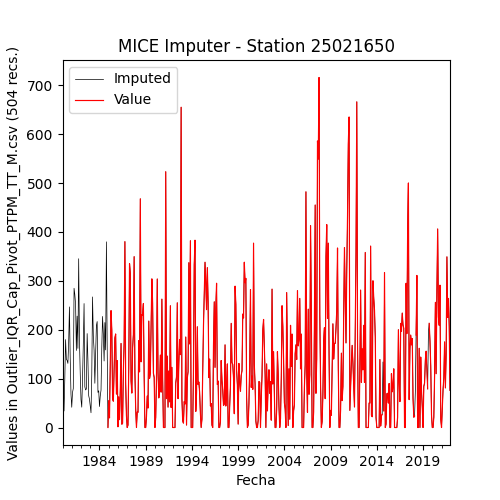 MICE Imputer - Station 25021650
Imputed
Value
700
600
500
400
300
200
100
0
Values in Outlier_IQR_Cap_Pivot_PTPM_TT_M.csv (504 recs.)
1984 1989 1994 1999 2004 2009 2014 2019
Fecha